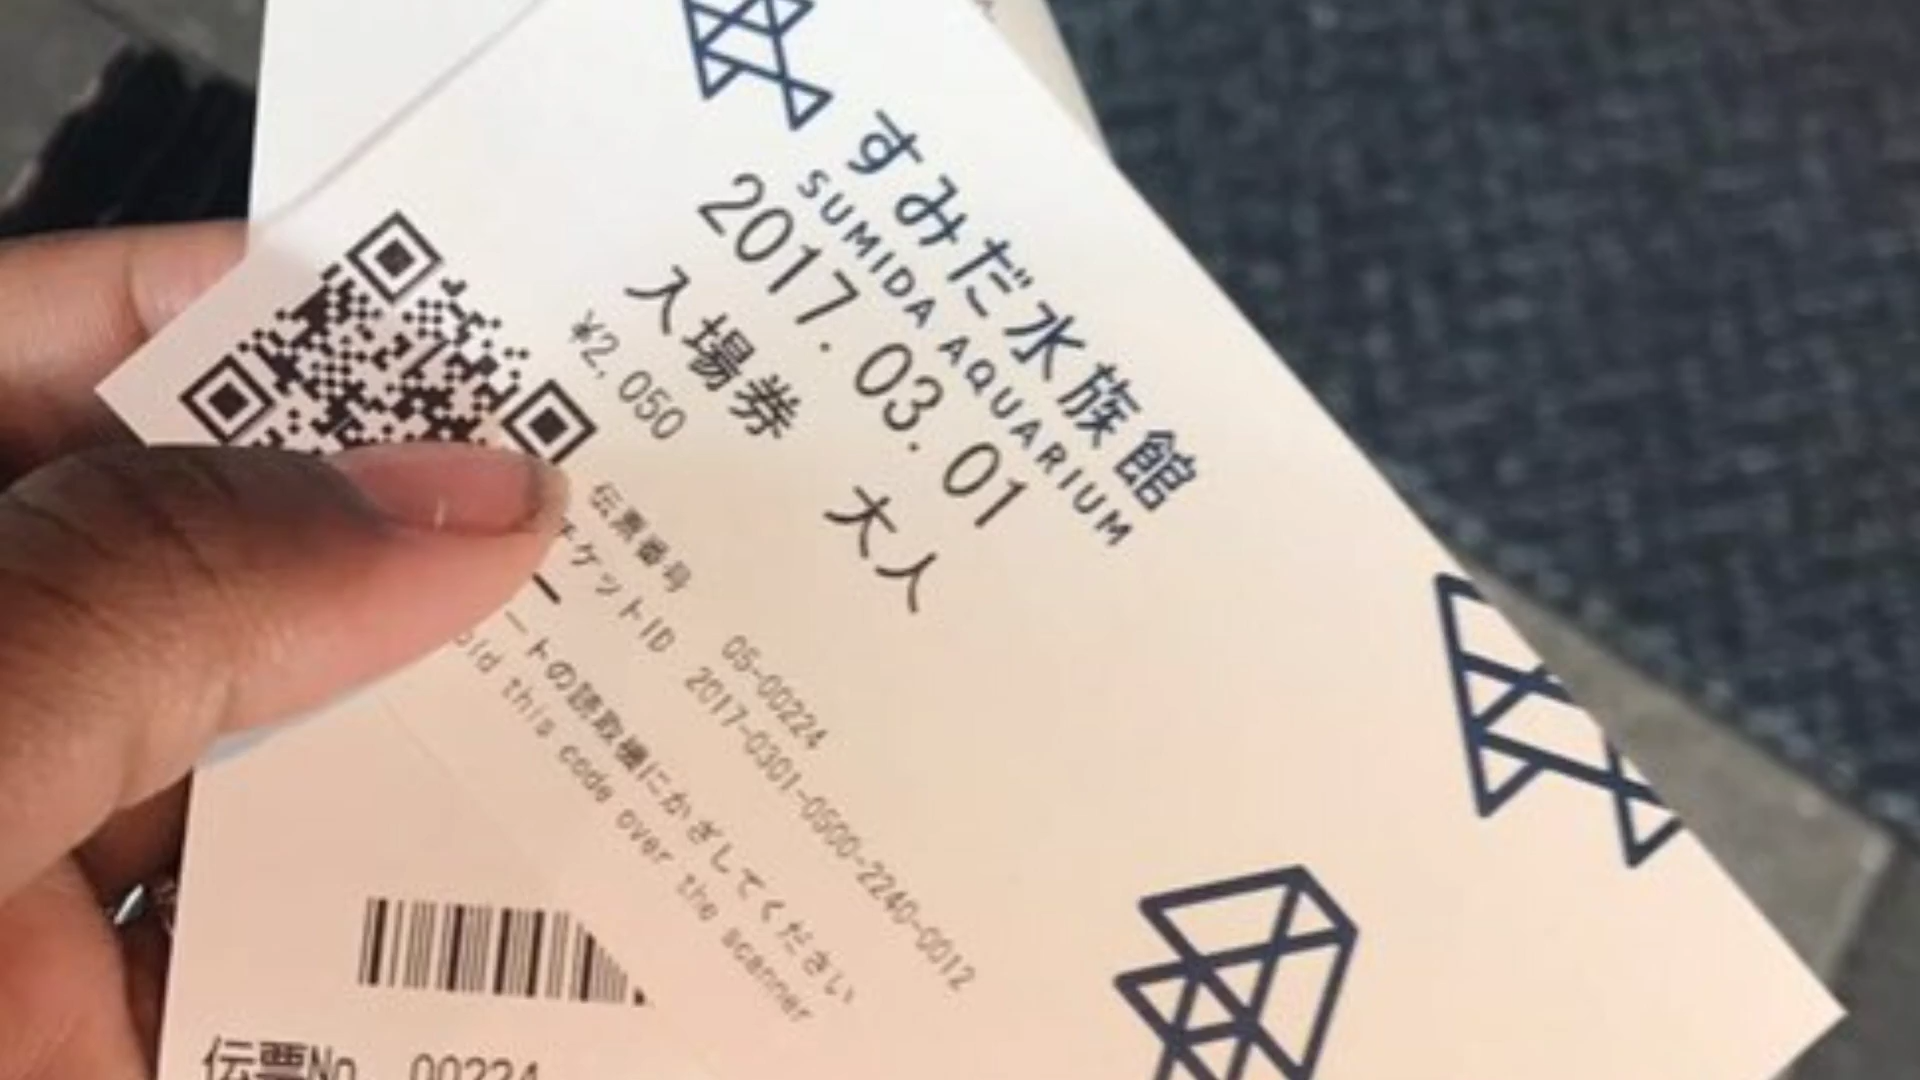 すみだ水族館
SUMIDA AQUARIUM
2017.03.01
入場券 大人
¥2,050
伝票番号 05-00224
チケットID 2017-0301-0500-2240-0012
ードの読取機にかざしてください
old this code over the scanner
伝票No. 00224